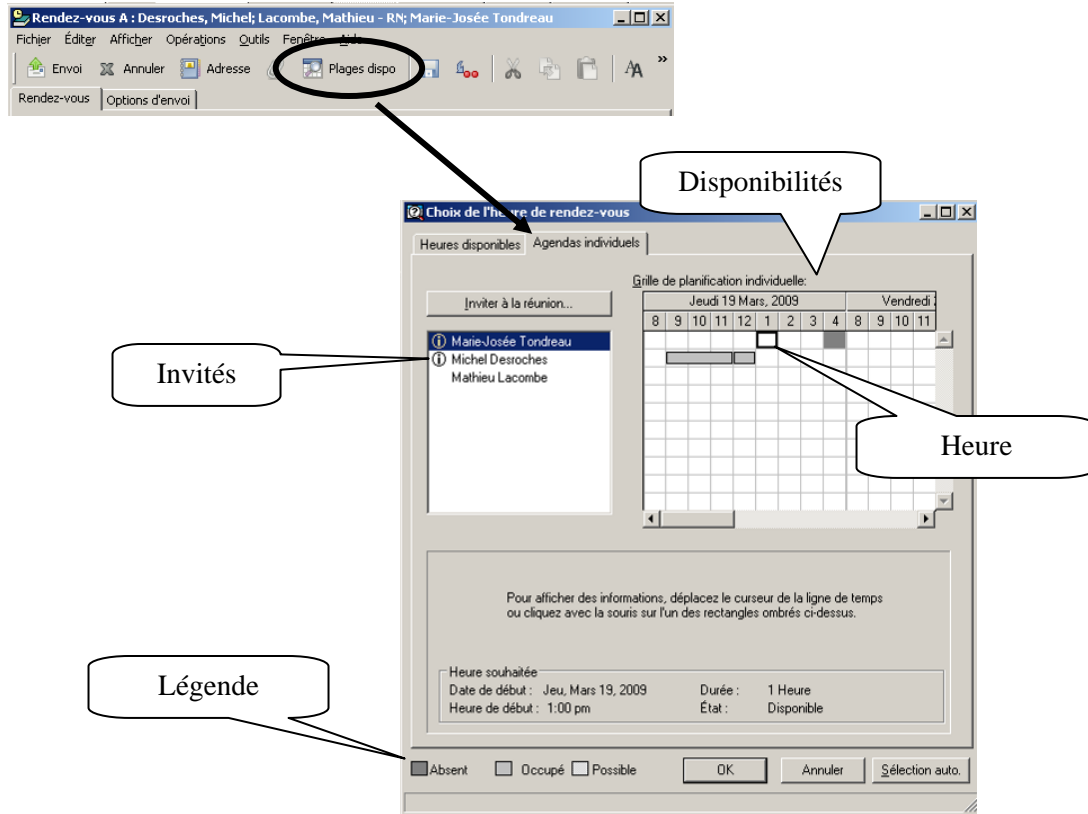 Rendez-vous A : Desroches, Michel; Lacombe, Mathieu - RN; Marie-Josée Tondreau
Fichier Éditer Afficher Opérations Outils Fenêtre
Envoi Annuler Adresse Plages dispo
Rendez-vous Options d'envoi
Disponibilités
Choix de l'heure de rendez-vous
Heures disponibles Agendas individuels
Grille de planification individuelle:
Inviter à la réunion...
Jeudi 19 Mars, 2009 Vendredi
8 9 10 11 12 1 2 3 4 8 9 10 11
Marie-Josée Tondreau
Michel Desroches
Mathieu Lacombe
Invités
Heure
Pour afficher des informations, déplacez le curseur de la ligne de temps
ou cliquez avec la souris sur l'un des rectangles ombrés ci-dessus.
Légende
Heure souhaitée
Date de début : Jeu, Mars 19, 2009 Durée : 1 Heure
Heure de début : 1:00 pm État : Disponible
Absent Occupé Possible OK Annuler Sélection auto.